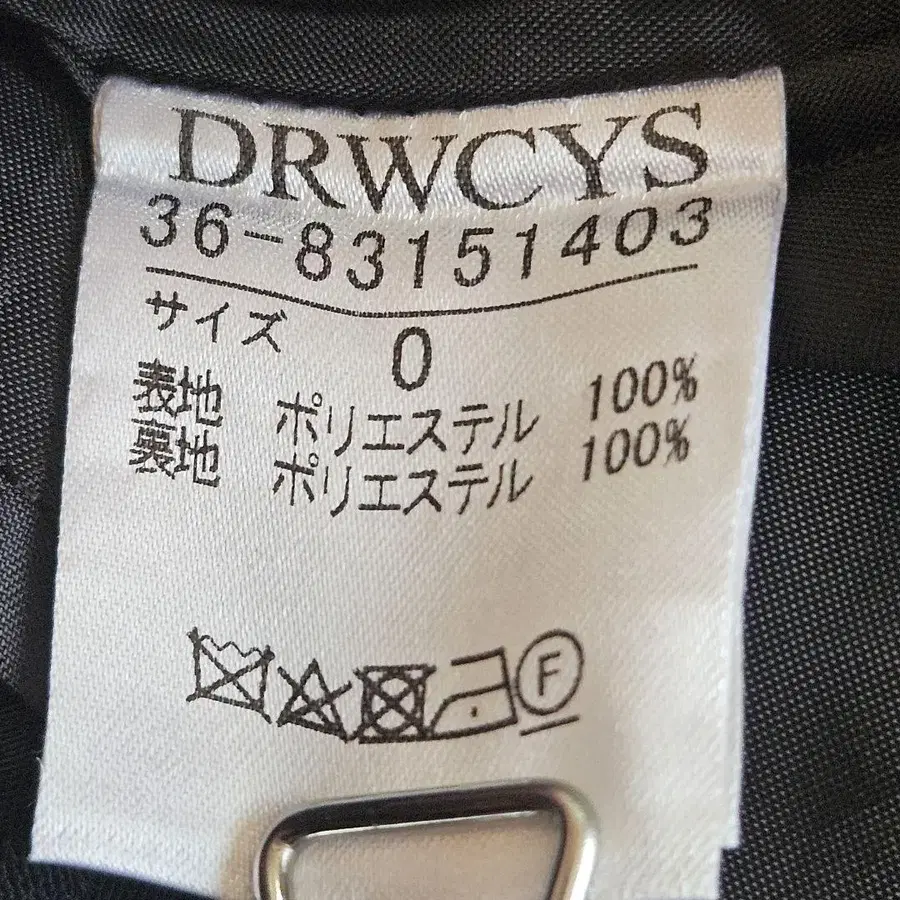 DRWCYS
36-83151403
サイズ 0
表地 ポリエステル 100%
裏地 ポリエステル 100%
F